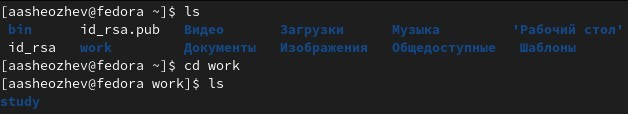 [aasheozhev@fedora ~]$ ls
bin id_rsa.pub Видео Загрузки Музыка 'Рабочий стол'
id_rsa work Документы Изображения Общедоступные Шаблоны
[aasheozhev@fedora ~]$ cd work
[aasheozhev@fedora work]$ ls
study